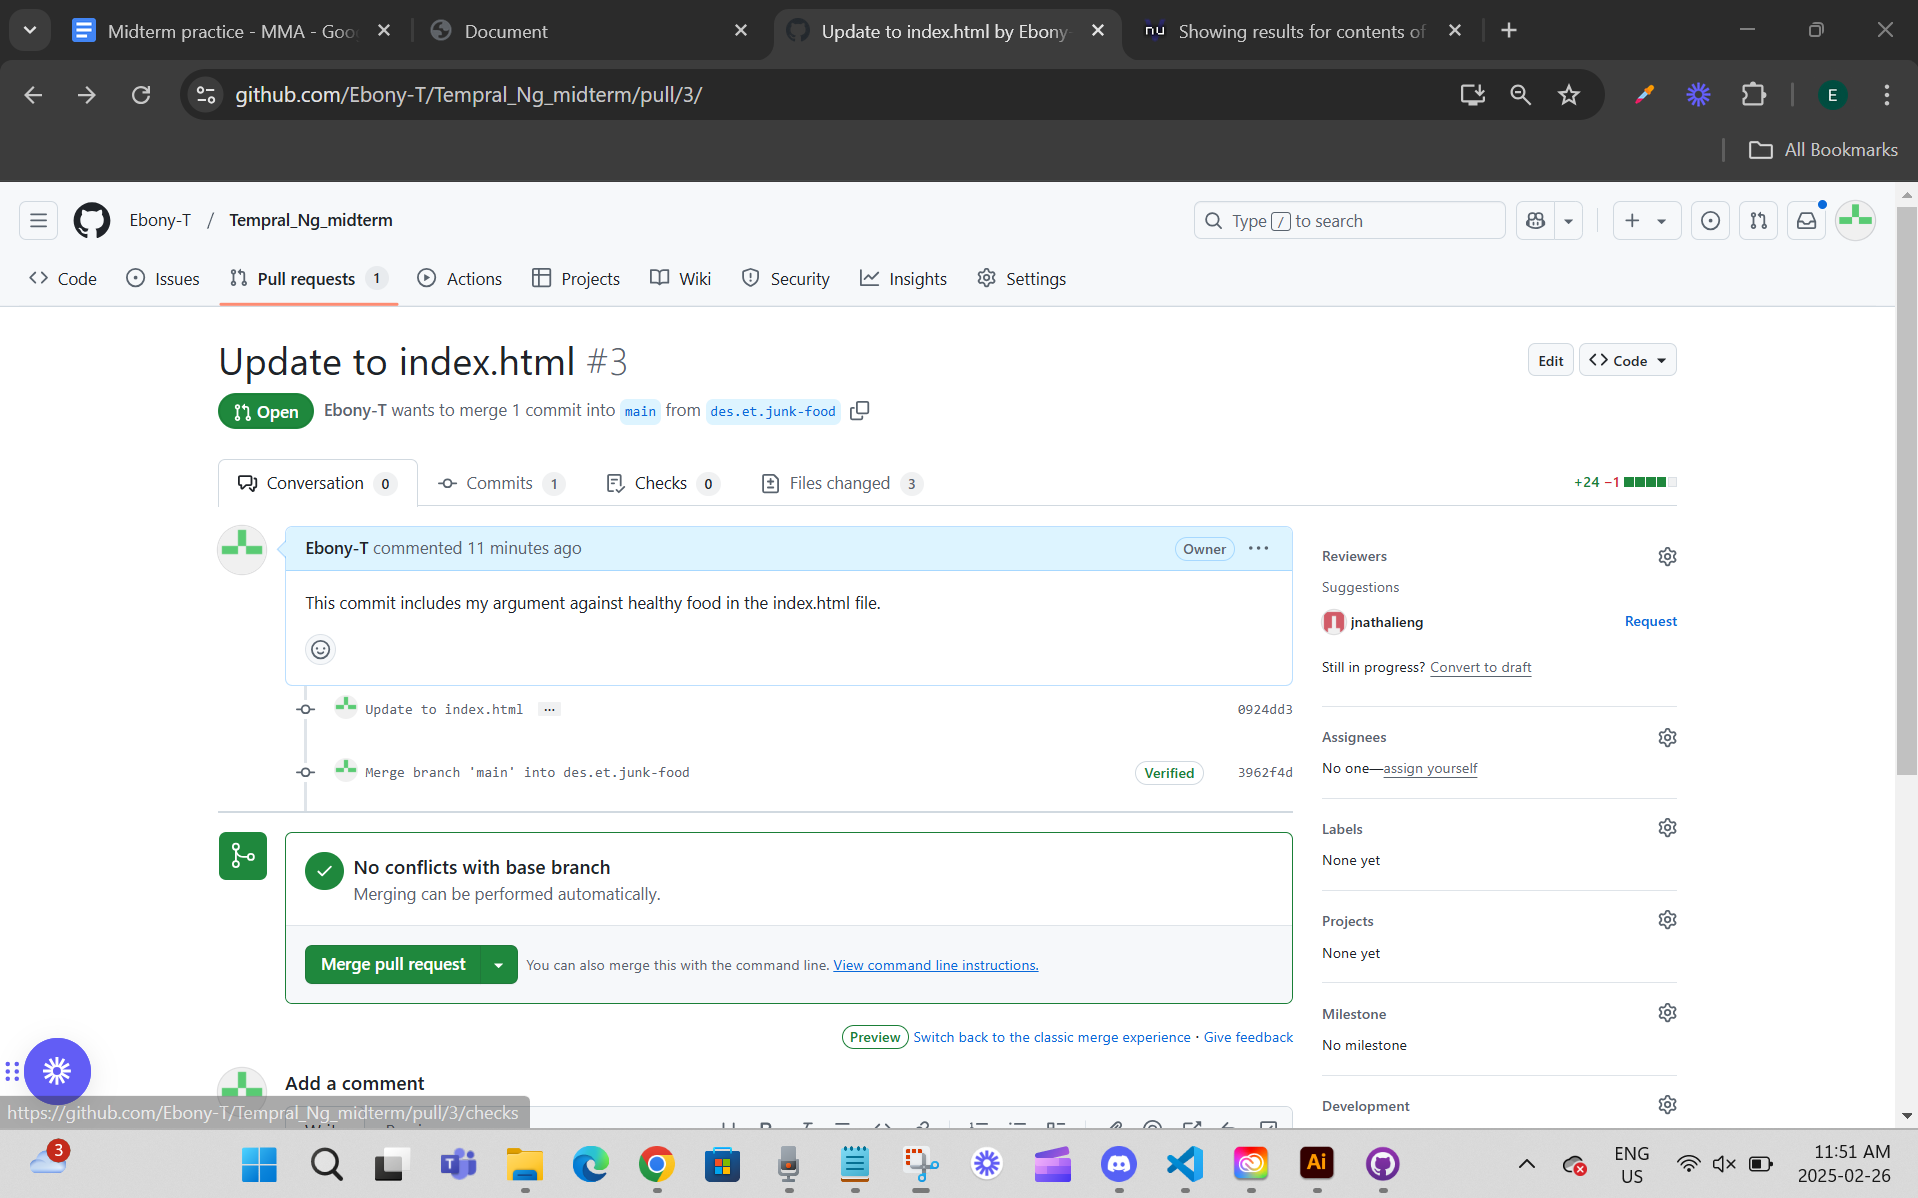 Midterm practice - MMA - Goo
Document
Update to index.html by Ebony-
nu
Showing results for contents of
github.com/Ebony-T/Tempral_Ng_midterm/pull/3/
E
All Bookmarks
Ebony-T / Tempral_Ng_midterm
Type / to search
Code
Issues
Pull requests 1
Actions
Projects
Wiki
Security
Insights
Settings
Update to index.html #3
Edit
Code
Open
Ebony-T wants to merge 1 commit into main from des.et.junk-food
Conversation 0
Commits 1
Checks 0
Files changed 3
+24 −1
Ebony-T commented 11 minutes ago
Owner
This commit includes my argument against healthy food in the index.html file.
Update to index.html
0924dd3
Merge branch 'main' into des.et.junk-food
Verified
3962f4d
No conflicts with base branch
Merging can be performed automatically.
Merge pull request
You can also merge this with the command line. View command line instructions.
Preview
Switch back to the classic merge experience · Give feedback
Add a comment
Reviewers
Suggestions
jnathalieng
Request
Still in progress? Convert to draft
Assignees
No one—assign yourself
Labels
None yet
Projects
None yet
Milestone
No milestone
Development
https://github.com/Ebony-T/Tempral_Ng_midterm/pull/3/checks
3
Ai
ENG
US
11:51 AM
2025-02-26